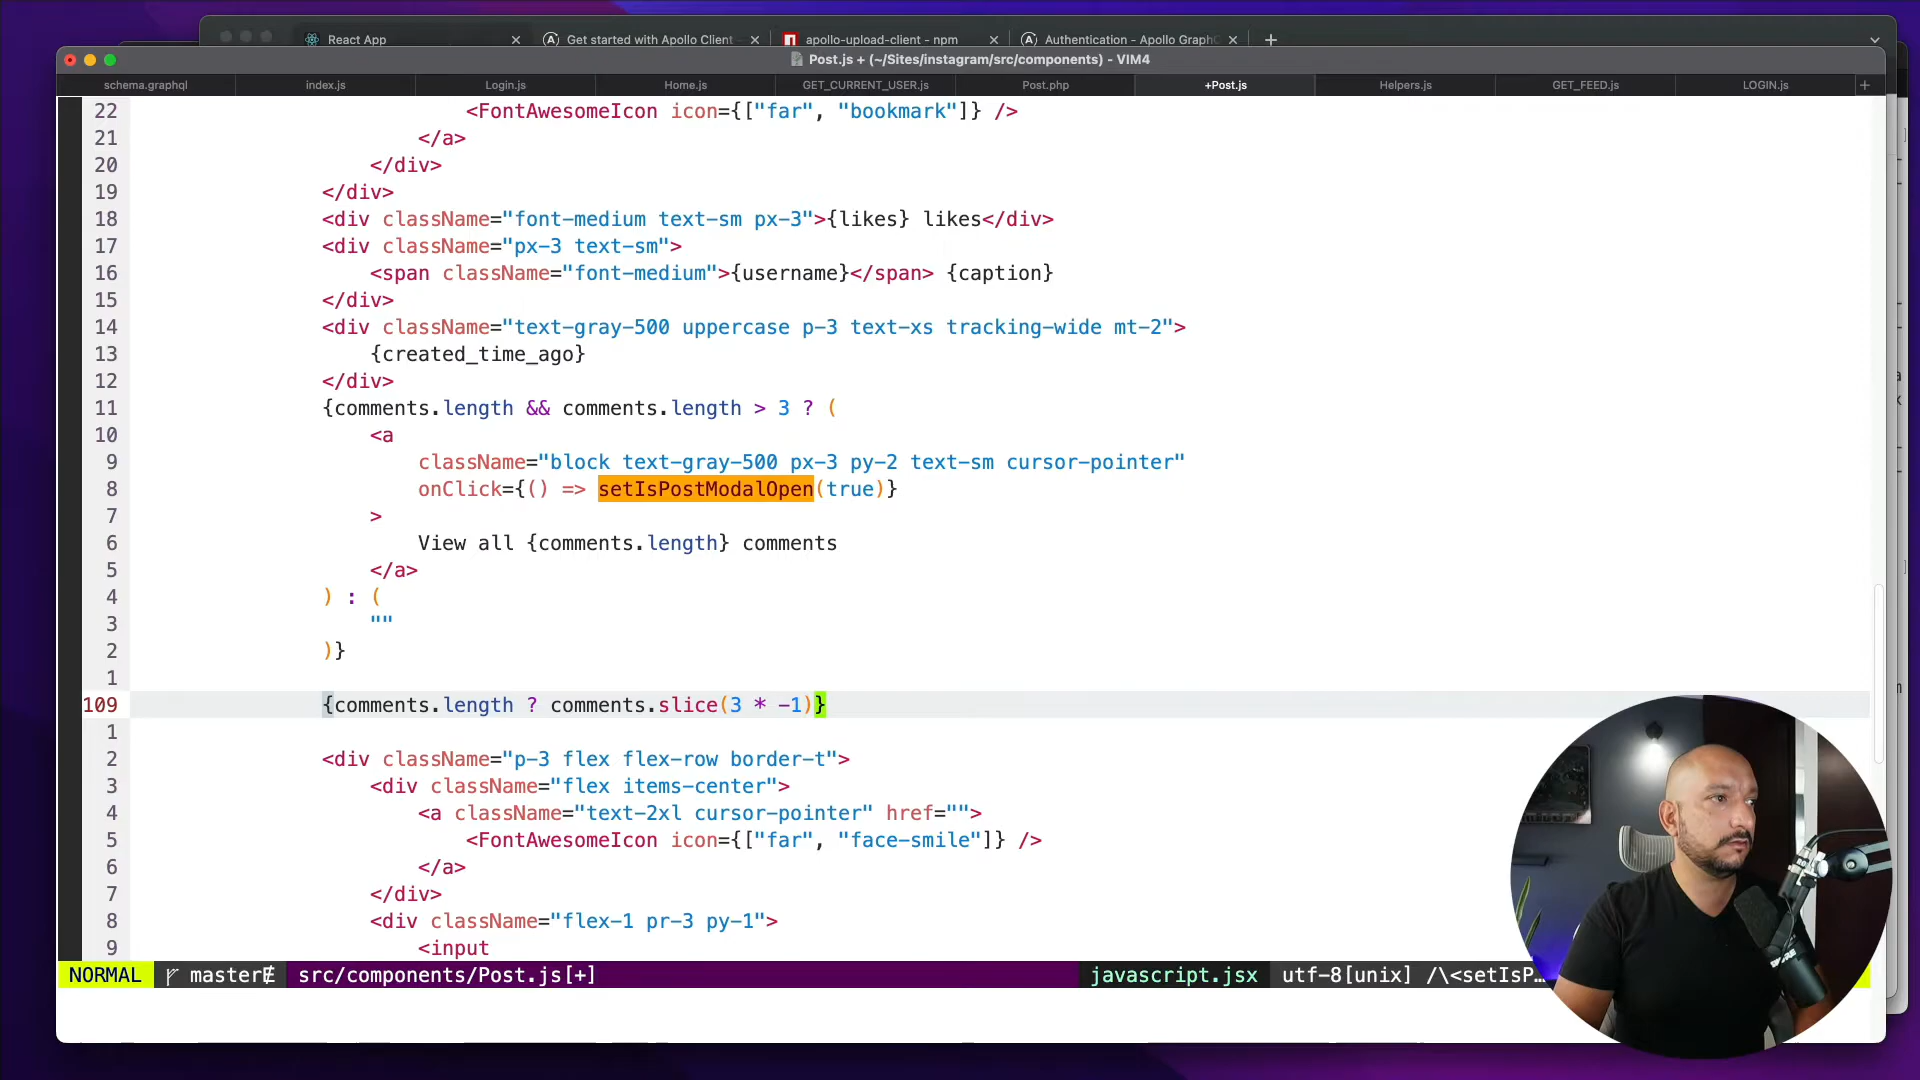 React App
Get started with Apollo Client
apollo-upload-client - npm
Authentication - Apollo GraphQ
Post.js + (~/Sites/instagram/src/components) - VIM4
schema.graphql
index.js
Login.js
Home.js
GET_CURRENT_USER.js
Post.php
+Post.js
Helpers.js
GET_FEED.js
LOGIN.js
22 <FontAwesomeIcon icon={["far", "bookmark"]} />
21 </a>
20 </div>
19 </div>
18 <div className="font-medium text-sm px-3">{likes} likes</div>
17 <div className="px-3 text-sm">
16 <span className="font-medium">{username}</span> {caption}
15 </div>
14 <div className="text-gray-500 uppercase p-3 text-xs tracking-wide mt-2">
13 {created_time_ago}
12 </div>
11 {comments.length && comments.length > 3 ? (
10 <a
9 className="block text-gray-500 px-3 py-2 text-sm cursor-pointer"
8 onClick={() => setIsPostModalOpen(true)}
7 >
6 View all {comments.length} comments
5 </a>
4 ) : (
3 ""
2 )}
1
109 {comments.length ? comments.slice(3 * -1)}
1
2 <div className="p-3 flex flex-row border-t">
3 <div className="flex items-center">
4 <a className="text-2xl cursor-pointer" href="">
5 <FontAwesomeIcon icon={["far", "face-smile"]} />
6 </a>
7 </div>
8 <div className="flex-1 pr-3 py-1">
9 <input
NORMAL master src/components/Post.js[+] javascript.jsx utf-8[unix] /\<setIsP…